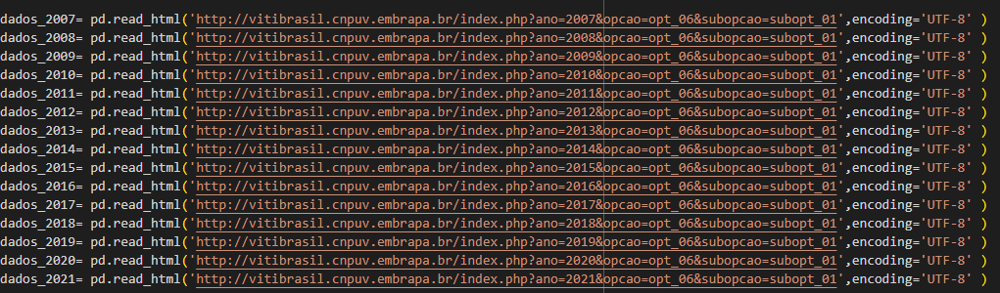 dados_2007= pd.read_html('http://vitibrasil.cnpuv.embrapa.br/index.php?ano=2007&opcao=opt_06&subopcao=subopt_01',encoding='UTF-8' )
dados_2008= pd.read_html('http://vitibrasil.cnpuv.embrapa.br/index.php?ano=2008&opcao=opt_06&subopcao=subopt_01',encoding='UTF-8' )
dados_2009= pd.read_html('http://vitibrasil.cnpuv.embrapa.br/index.php?ano=2009&opcao=opt_06&subopcao=subopt_01',encoding='UTF-8' )
dados_2010= pd.read_html('http://vitibrasil.cnpuv.embrapa.br/index.php?ano=2010&opcao=opt_06&subopcao=subopt_01',encoding='UTF-8' )
dados_2011= pd.read_html('http://vitibrasil.cnpuv.embrapa.br/index.php?ano=2011&opcao=opt_06&subopcao=subopt_01',encoding='UTF-8' )
dados_2012= pd.read_html('http://vitibrasil.cnpuv.embrapa.br/index.php?ano=2012&opcao=opt_06&subopcao=subopt_01',encoding='UTF-8' )
dados_2013= pd.read_html('http://vitibrasil.cnpuv.embrapa.br/index.php?ano=2013&opcao=opt_06&subopcao=subopt_01',encoding='UTF-8' )
dados_2014= pd.read_html('http://vitibrasil.cnpuv.embrapa.br/index.php?ano=2014&opcao=opt_06&subopcao=subopt_01',encoding='UTF-8' )
dados_2015= pd.read_html('http://vitibrasil.cnpuv.embrapa.br/index.php?ano=2015&opcao=opt_06&subopcao=subopt_01',encoding='UTF-8' )
dados_2016= pd.read_html('http://vitibrasil.cnpuv.embrapa.br/index.php?ano=2016&opcao=opt_06&subopcao=subopt_01',encoding='UTF-8' )
dados_2017= pd.read_html('http://vitibrasil.cnpuv.embrapa.br/index.php?ano=2017&opcao=opt_06&subopcao=subopt_01',encoding='UTF-8' )
dados_2018= pd.read_html('http://vitibrasil.cnpuv.embrapa.br/index.php?ano=2018&opcao=opt_06&subopcao=subopt_01',encoding='UTF-8' )
dados_2019= pd.read_html('http://vitibrasil.cnpuv.embrapa.br/index.php?ano=2019&opcao=opt_06&subopcao=subopt_01',encoding='UTF-8' )
dados_2020= pd.read_html('http://vitibrasil.cnpuv.embrapa.br/index.php?ano=2020&opcao=opt_06&subopcao=subopt_01',encoding='UTF-8' )
dados_2021= pd.read_html('http://vitibrasil.cnpuv.embrapa.br/index.php?ano=2021&opcao=opt_06&subopcao=subopt_01',encoding='UTF-8' )